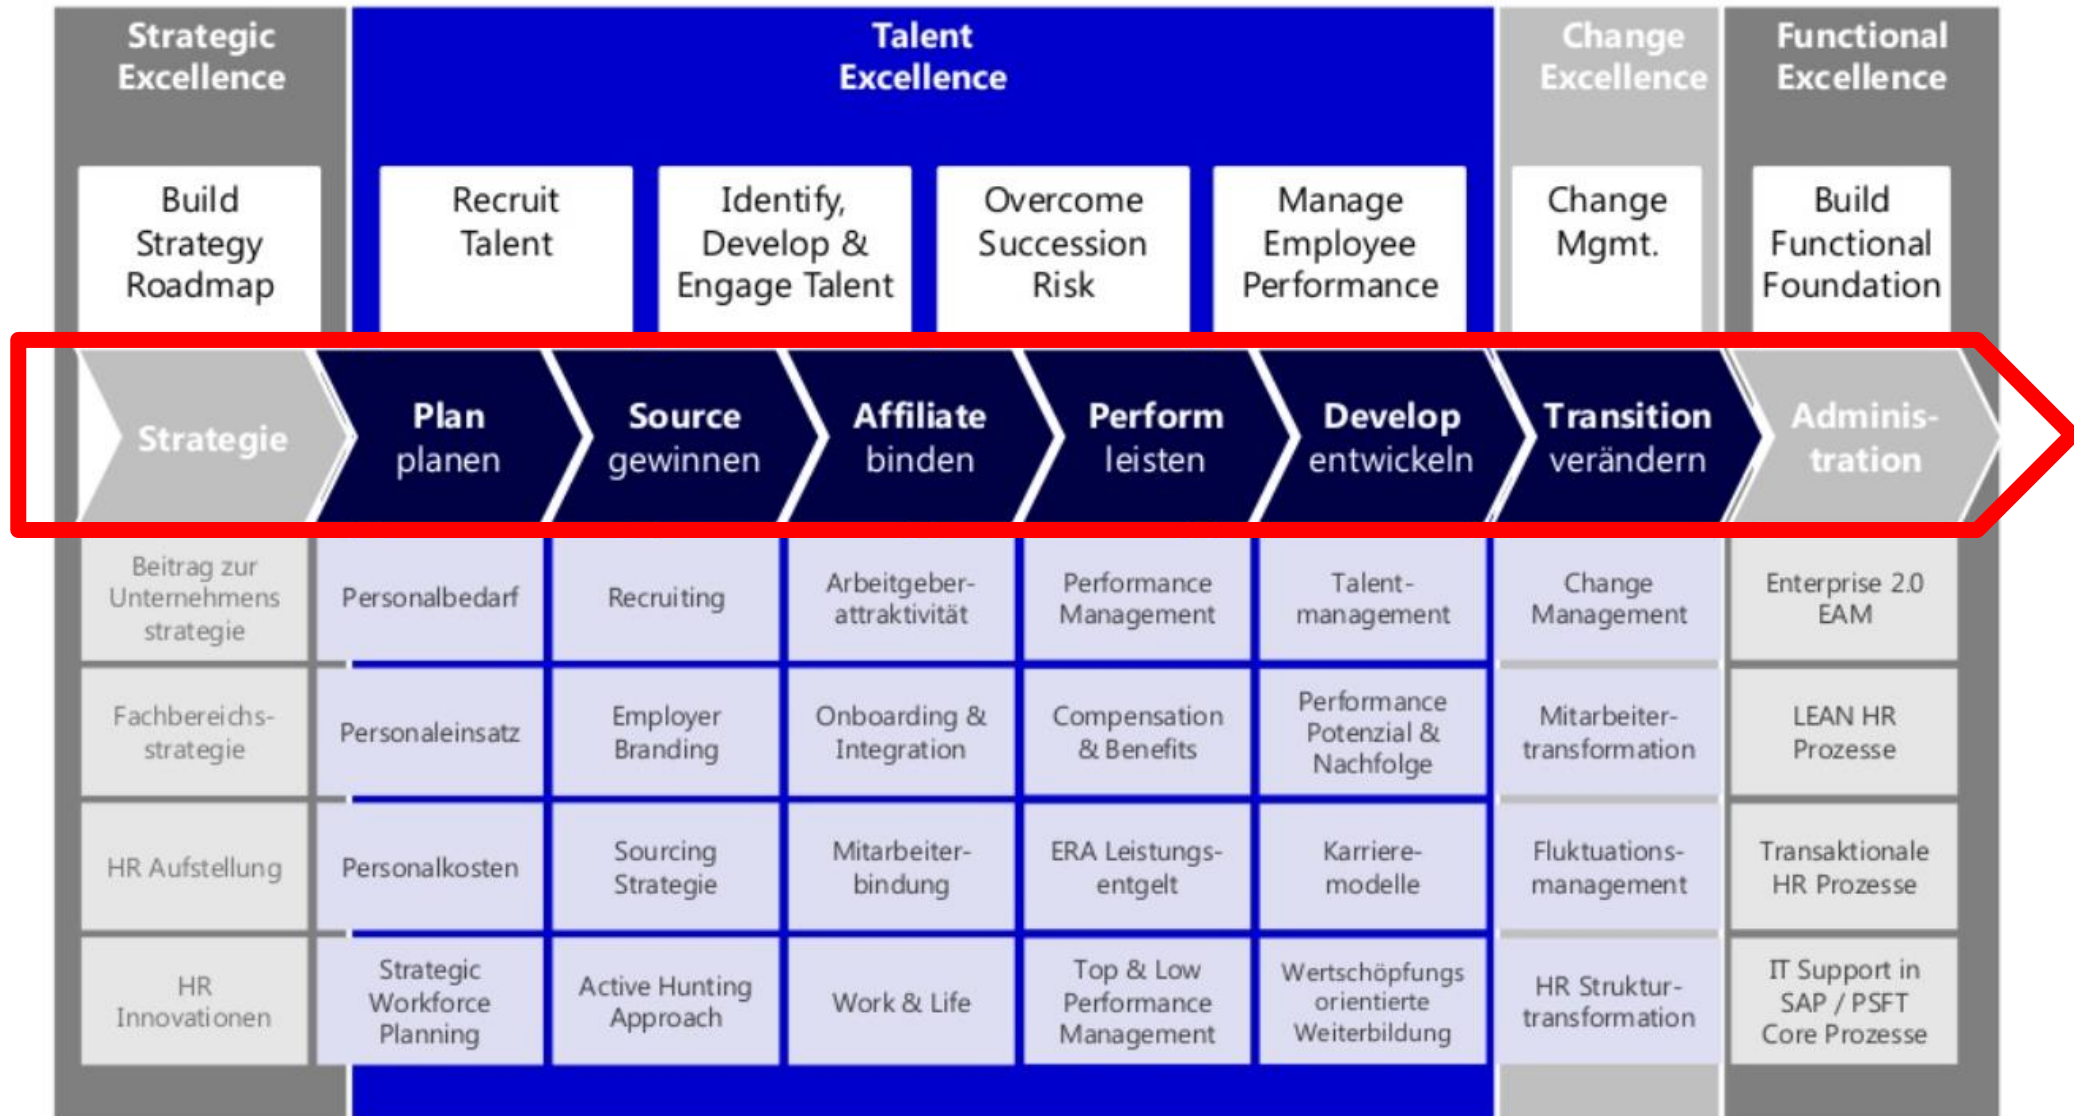 Strategic
Excellence
Talent
Excellence
Change
Excellence
Functional
Excellence
Build
Strategy
Roadmap
Recruit
Talent
Identify,
Develop &
Engage Talent
Overcome
Succession
Risk
Manage
Employee
Performance
Change
Mgmt.
Build
Functional
Foundation
Strategie
Plan
planen
Source
gewinnen
Affiliate
binden
Perform
leisten
Develop
entwickeln
Transition
verändern
Adminis-
tration
Beitrag zur
Unternehmens
strategie
Personalbedarf
Recruiting
Arbeitgeber-
attraktivität
Performance
Management
Talent-
management
Change
Management
Enterprise 2.0
EAM
Fachbereichs-
strategie
Personaleinsatz
Employer
Branding
Onboarding &
Integration
Compensation
& Benefits
Performance
Potenzial &
Nachfolge
Mitarbeiter-
transformation
LEAN HR
Prozesse
HR Aufstellung
Personalkosten
Sourcing
Strategie
Mitarbeiter-
bindung
ERA Leistungs-
entgelt
Karriere-
modelle
Fluktuations-
management
Transaktionale
HR Prozesse
HR
Innovationen
Strategic
Workforce
Planning
Active Hunting
Approach
Work & Life
Top & Low
Performance
Management
Wertschöpfungs
orientierte
Weiterbildung
HR Struktur-
transformation
IT Support in
SAP / PSFT
Core Prozesse